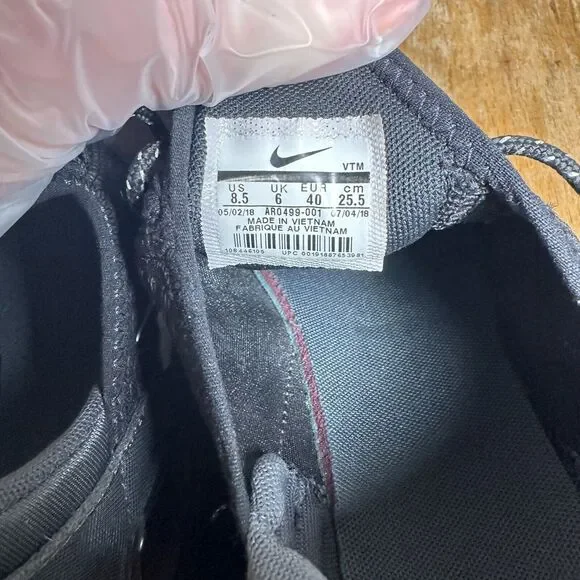 VTM
US UK EUR cm
8.5 6 40 25.5
05/02/18 AR0499-001 07/04/18
MADE IN VIETNAM
FABRIQUE AU VIETNAM
UPC